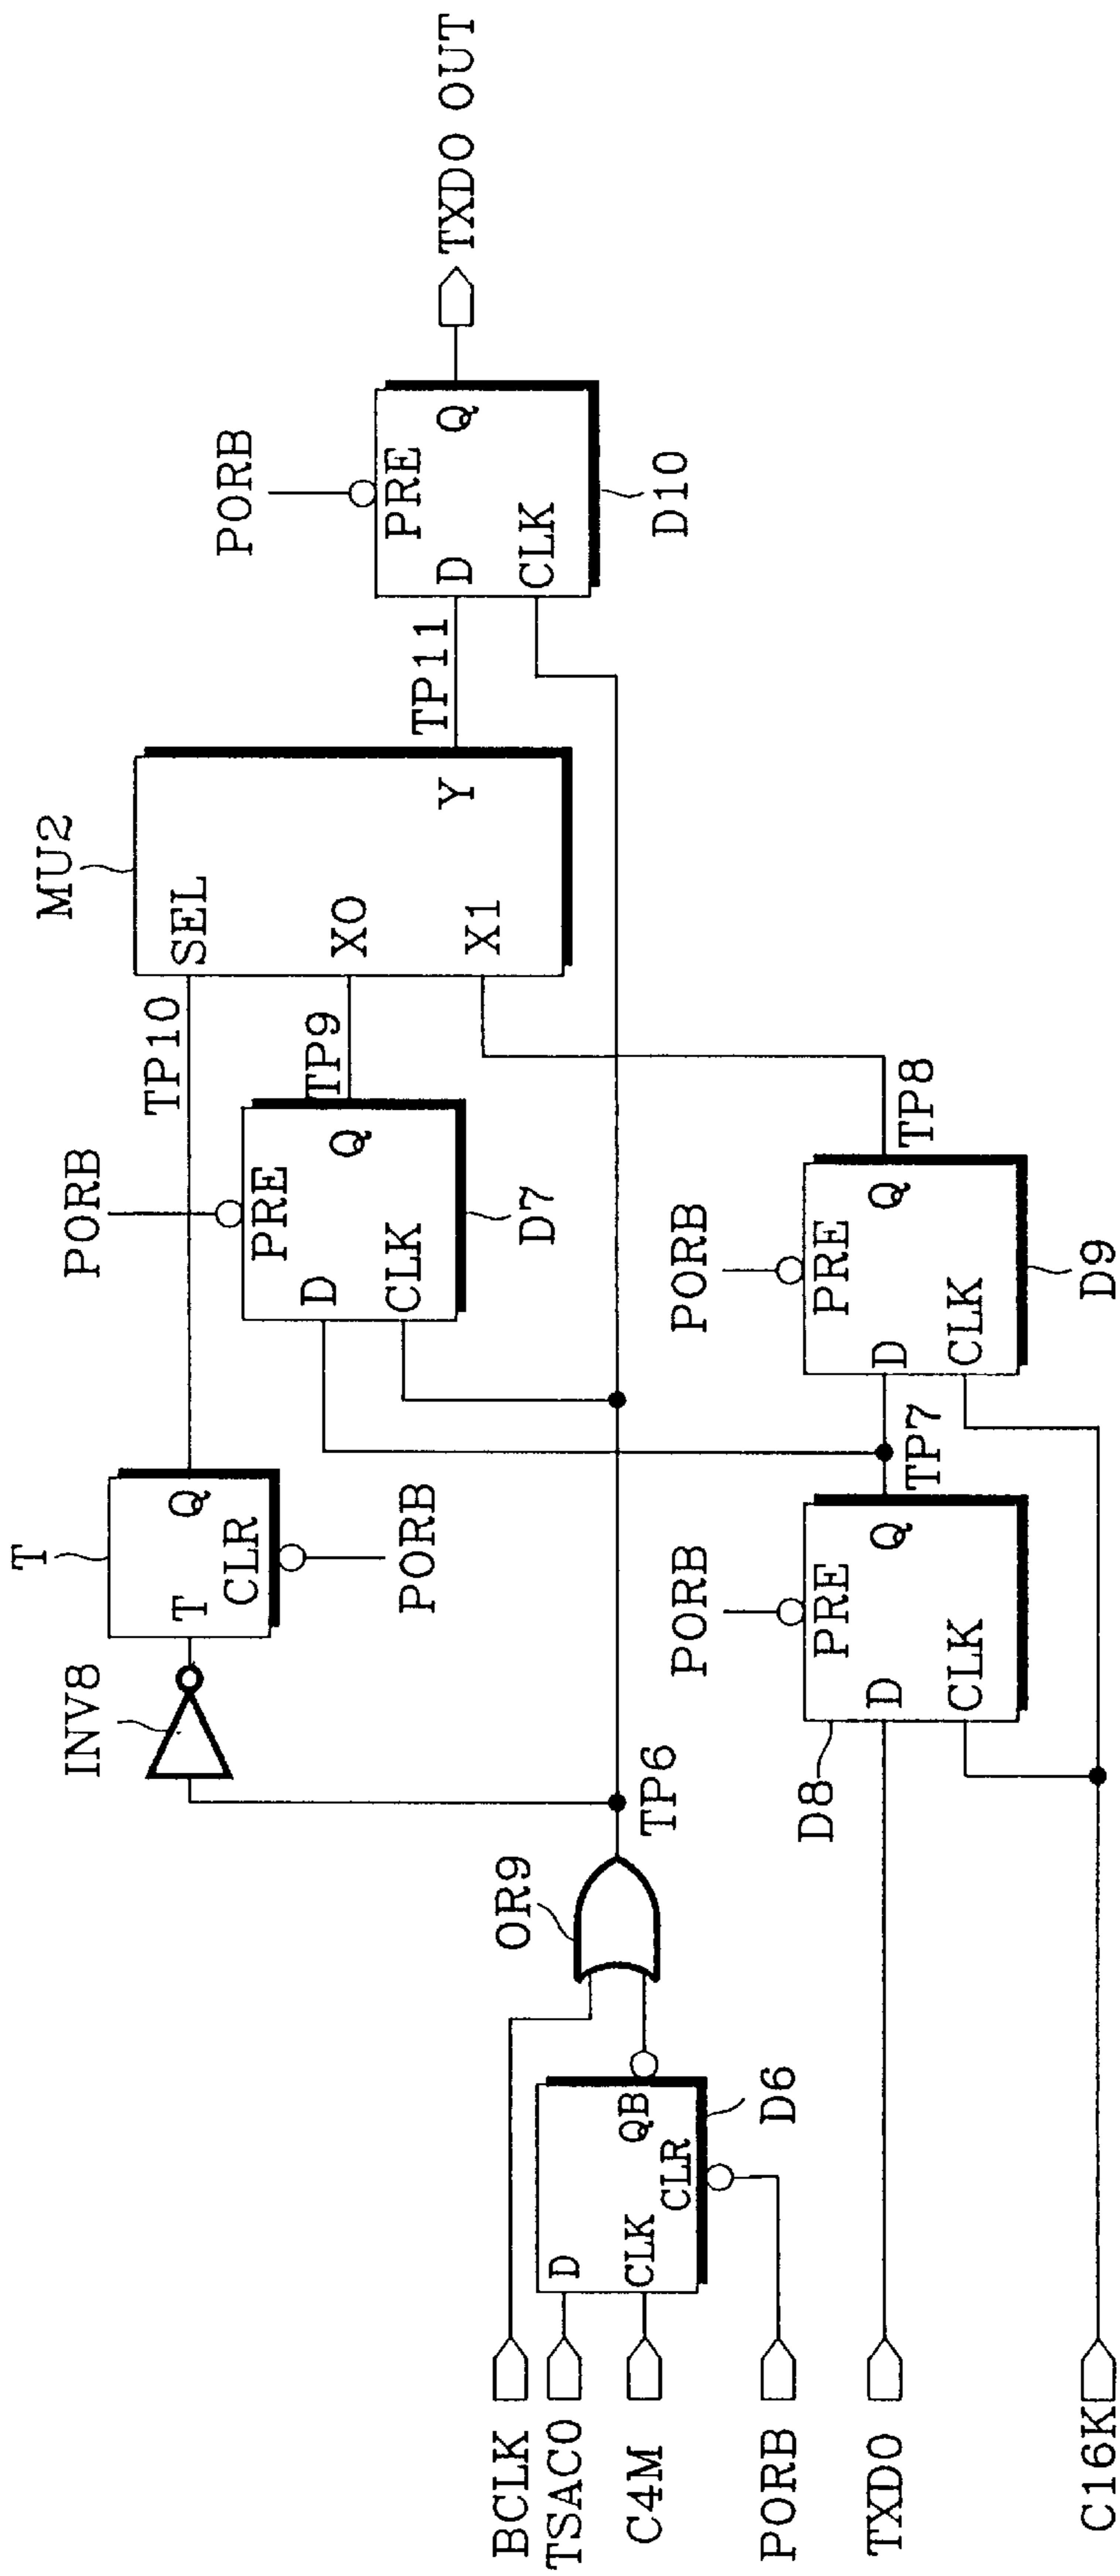 BCLK
TSAC0
C4M
PORB
TXD0
C16K
D
CLK
QB
CLR
D6
OR9
TP6
INV8
T
T
Q
CLR
PORB
TP10
PORB
PRE
D
Q
CLK
D7
TP9
MU2
SEL
X0
X1
Y
TP11
PORB
PRE
D
Q
CLK
D10
TXD0 OUT
PORB
PRE
D
Q
CLK
D8
TP7
PORB
PRE
D
Q
CLK
D9
TP8